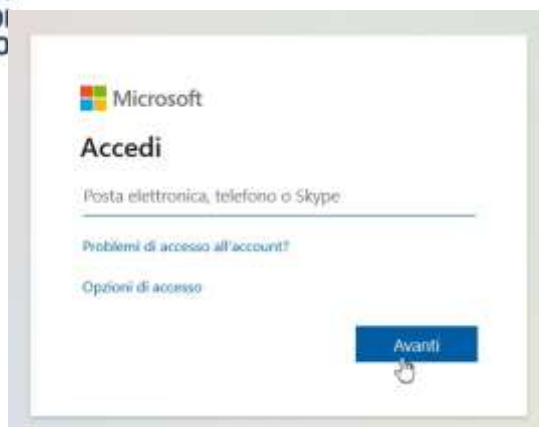 Microsoft
Accedi
Posta elettronica, telefono o Skype
Problemi di accesso all'account?
Opzioni di accesso
Avanti